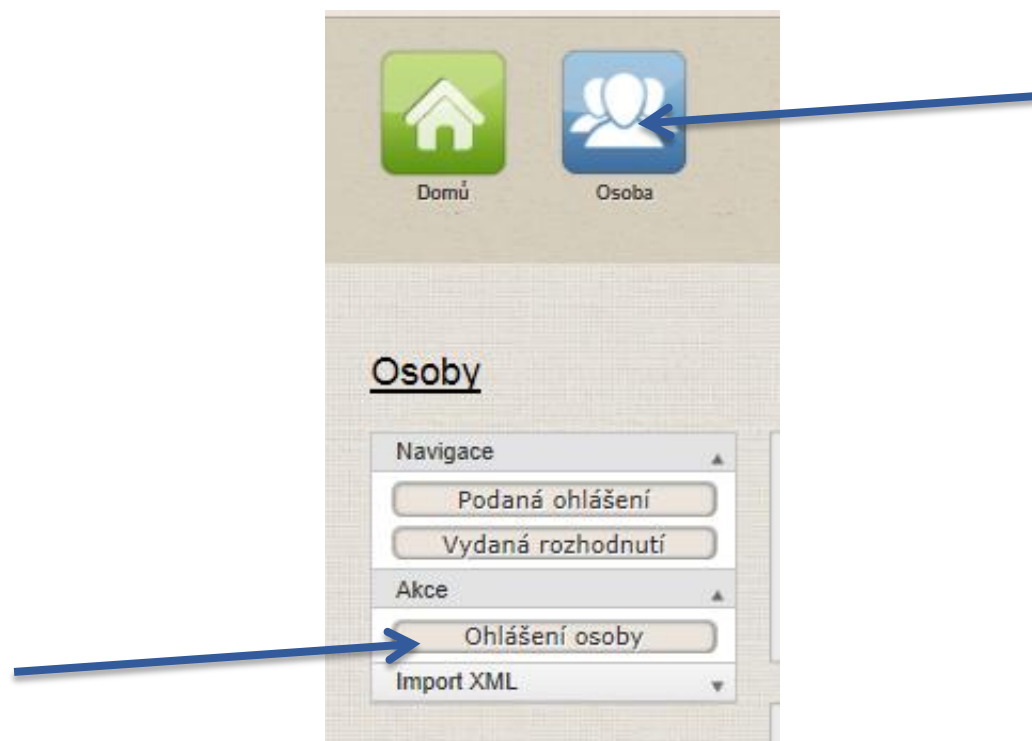 Domů
Osoba
Osoby
Navigace
Podaná ohlášení
Vydaná rozhodnutí
Akce
Ohlášení osoby
Import XML